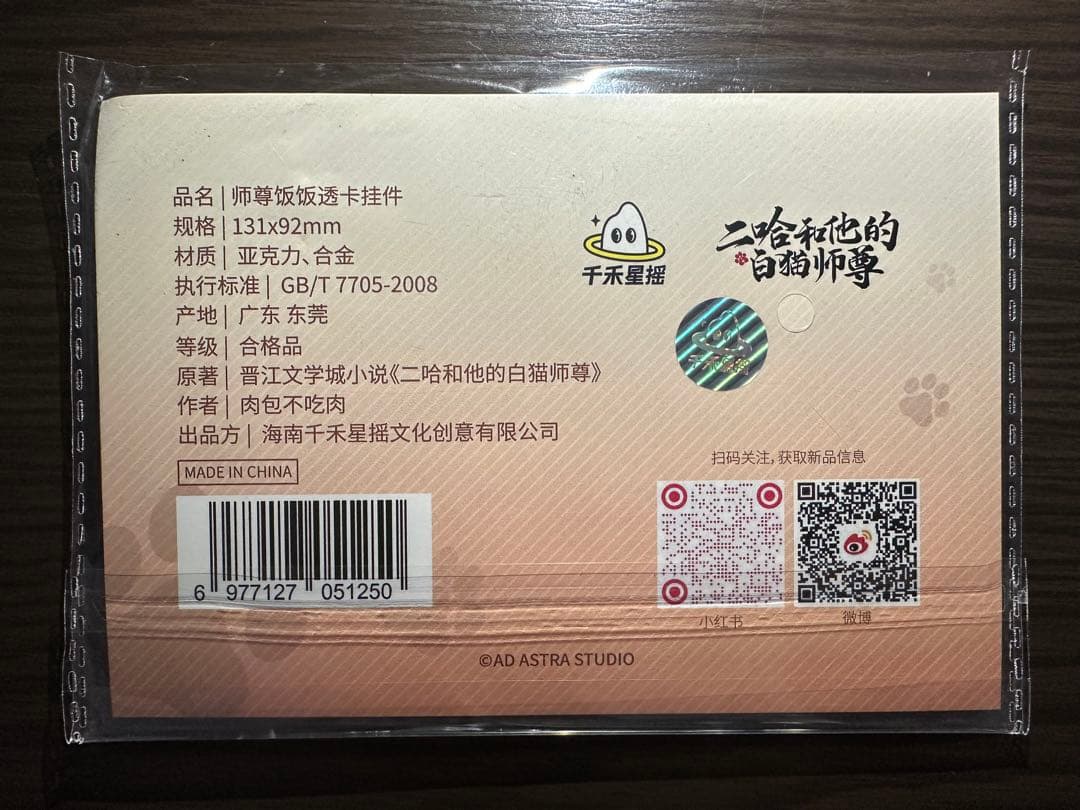 品名 | 师尊饭饭透卡挂件
规格 | 131x92mm
材质 | 亚克力、合金
执行标准 | GB/T 7705-2008
产地 | 广东 东莞
等级 | 合格品
原著 | 晋江文学城小说《二哈和他的白猫师尊》
作者 | 肉包不吃肉
出品方 | 海南千禾星摇文化创意有限公司
MADE IN CHINA
6 977127 051250
千禾星摇
二哈和他的
白猫师尊
千禾星摇
扫码关注，获取新品信息
小红书
微博
©AD ASTRA STUDIO